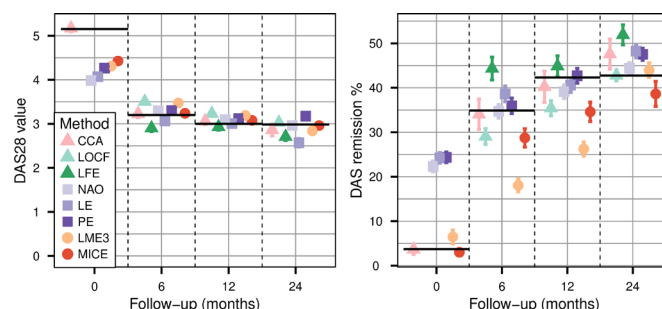 DAS28 value
5
4
3
2
1
0
Method
CCA
LOCF
LFE
NAO
LE
PE
LME3
MICE
0 6 12 24
Follow-up (months)
DAS remission %
50
40
30
20
10
0
0 6 12 24
Follow-up (months)